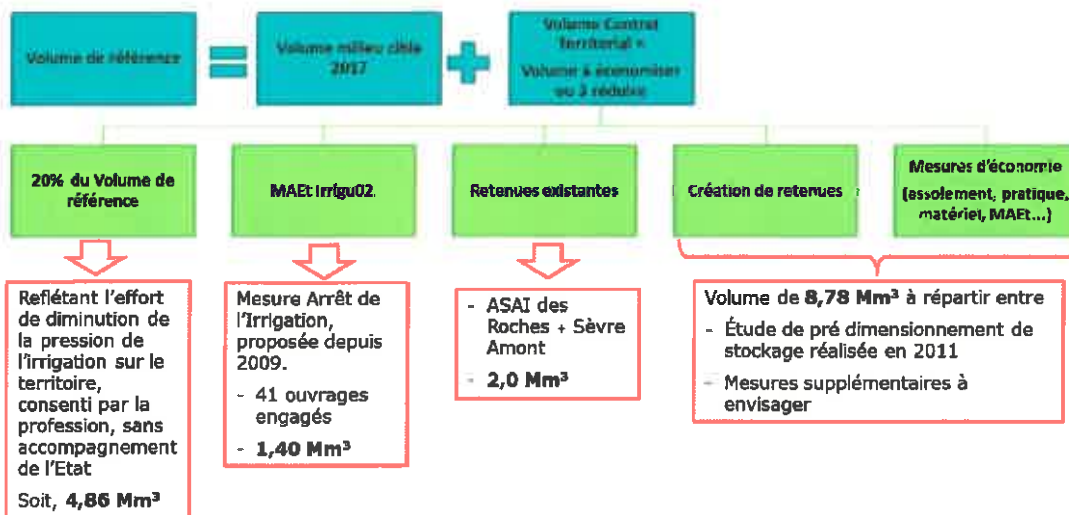 Volume de référence
Volume milieu cible
2017
Volume Contrat
Territorial =
Volume à économiser
ou à réduire
20% du Volume de
référence
MAEt Irrigu02.
Retenues existantes
Création de retenues
Mesures d'économie
(assolement, pratique,
matériel, MAEt...)
Reflétant l'effort
de diminution de
la pression de
l'irrigation sur le
territoire,
consenti par la
profession, sans
accompagnement
de l'Etat
Soit, 4,86 Mm³
Mesure Arrêt de
l'Irrigation,
proposée depuis
2009.
- 41 ouvrages
engagés
- 1,40 Mm³
- ASAI des
Roches + Sèvre
Amont
- 2,0 Mm³
Volume de 8,78 Mm³ à répartir entre
- Étude de pré dimensionnement de
stockage réalisée en 2011
- Mesures supplémentaires à
envisager